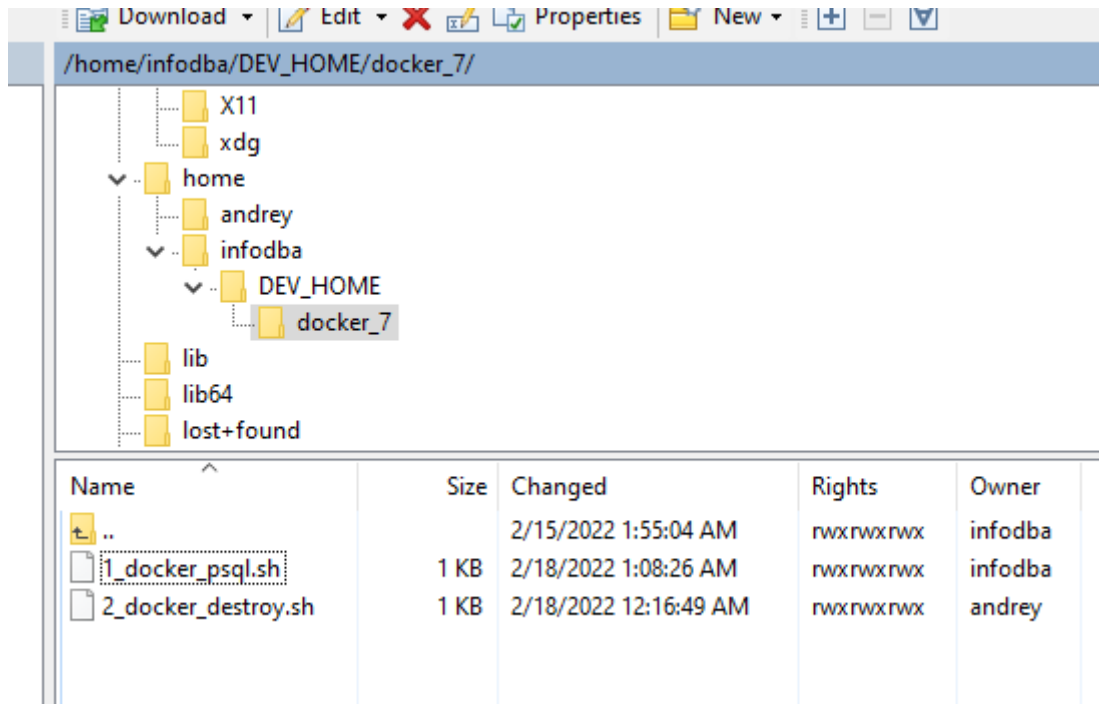 Download Edit Properties New
/home/infodba/DEV_HOME/docker_7/
X11
xdg
home
andrey
infodba
DEV_HOME
docker_7
lib
lib64
lost+found
Name Size Changed Rights Owner
.. 2/15/2022 1:55:04 AM rwxrwxrwx infodba
1_docker_psql.sh 1 KB 2/18/2022 1:08:26 AM rwxrwxrwx infodba
2_docker_destroy.sh 1 KB 2/18/2022 12:16:49 AM rwxrwxrwx andrey